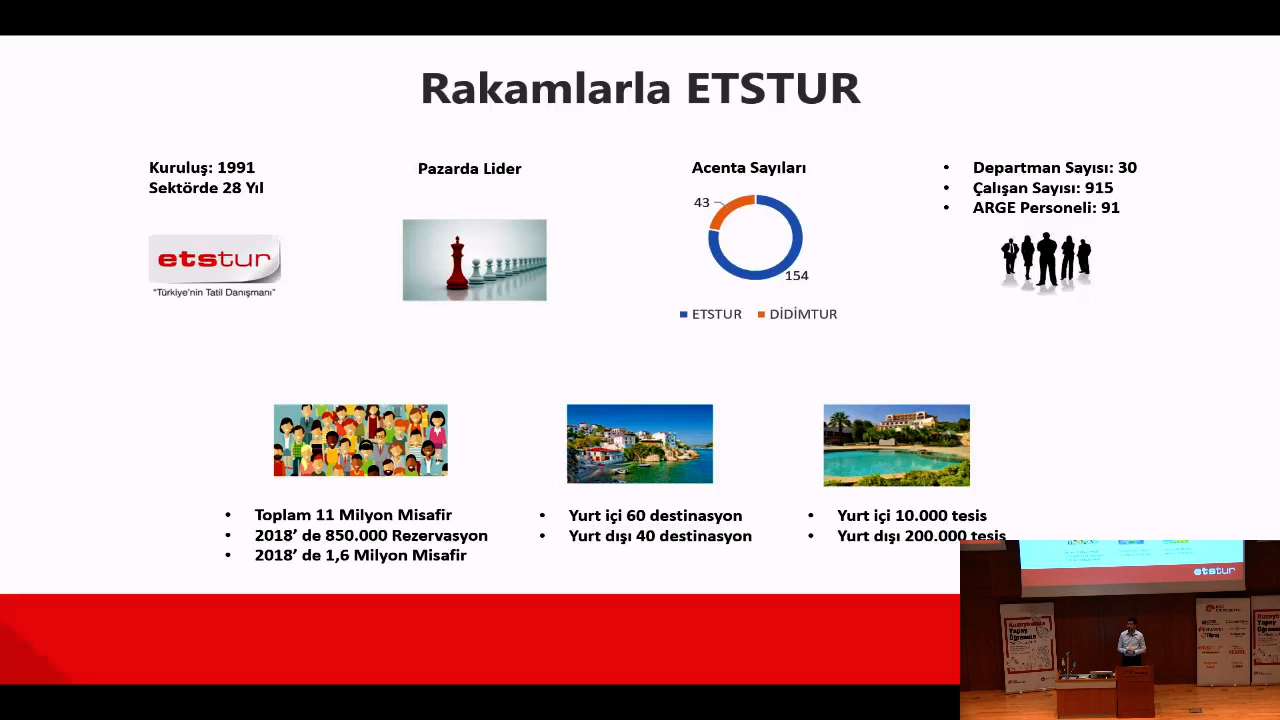 Rakamlarla ETSTUR
Kuruluş: 1991
Sektörde 28 Yıl
etstur
"Türkiye'nin Tatil Danışmanı"
Pazarda Lider
Acenta Sayıları
43
154
ETSTUR DİDİMTUR
• Departman Sayısı: 30
• Çalışan Sayısı: 915
• ARGE Personeli: 91
• Toplam 11 Milyon Misafir
• 2018' de 850.000 Rezervasyon
• 2018' de 1,6 Milyon Misafir
• Yurt içi 60 destinasyon
• Yurt dışı 40 destinasyon
• Yurt içi 10.000 tesis
• Yurt dışı 200.000 tesis
etstur